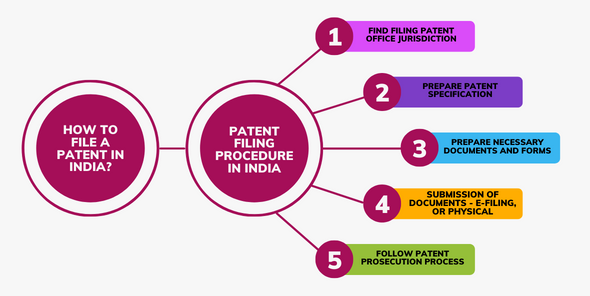 HOW TO
FILE A
PATENT IN
INDIA?
PATENT
FILING
PROCEDURE
IN INDIA
1
FIND FILING PATENT
OFFICE JURISDICTION
2
PREPARE PATENT
SPECIFICATION
3
PREPARE NECESSARY
DOCUMENTS AND FORMS
4
SUBMISSION OF
DOCUMENTS - E-FILING,
OR PHYSICAL
5
FOLLOW PATENT
PROSECUTION PROCESS